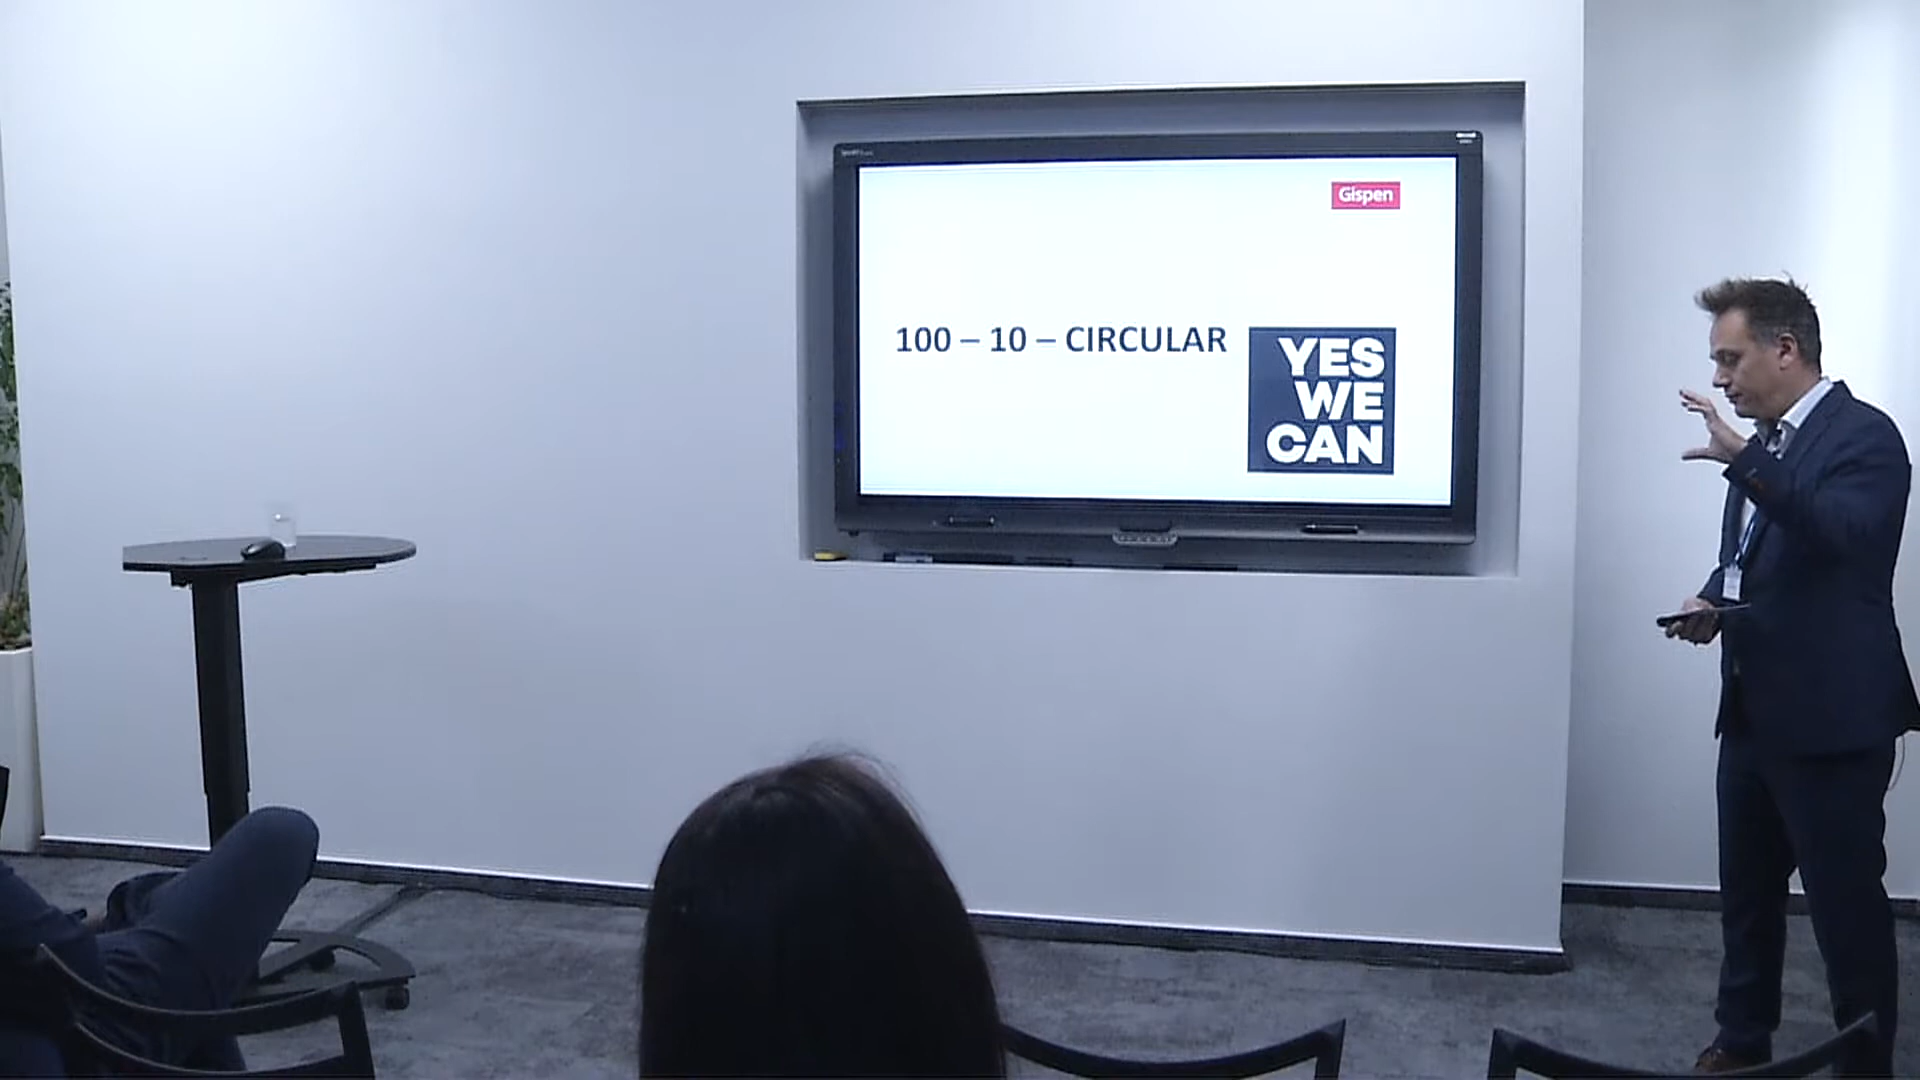 Gispen
100 – 10 – CIRCULAR
YES
WE
CAN